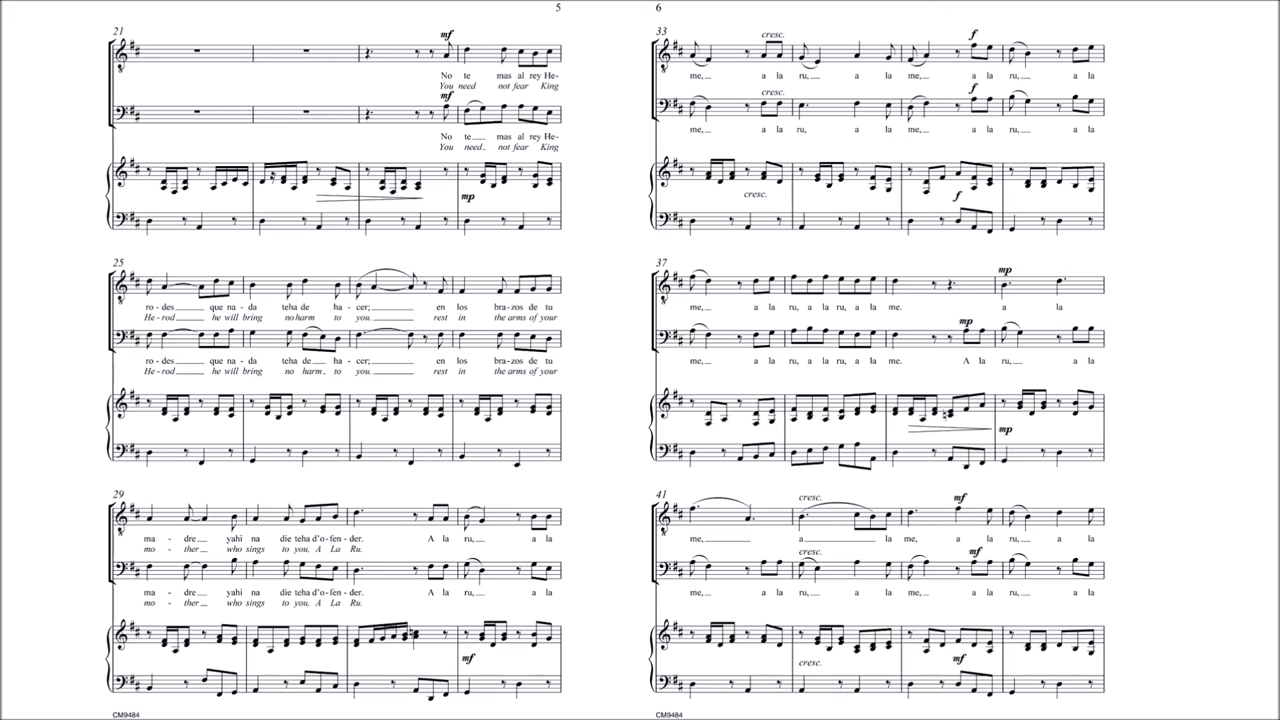 5
21
mf
No te mas al rey He-
You need not fear King
mf
No te mas al rey He-
You need not fear King
mp
25
ro - des que na - da te ha de ha - cer; en los bra - zos de tu
Her - od he will bring no harm to you. rest in the arms of your
ro - des que na - da te ha de ha - cer; en los bra - zos de tu
Her - od he will bring no harm to you. rest in the arms of your
29
ma - dre yahi na die teha d'o - fen - der. A la ru, a la
mo - ther who sings to you, A La Ru.
ma - dre yahi na die teha d'o - fen - der. A la ru, a la
mo - ther who sings to you, A La Ru.
mf
CM9484
6
33
cresc. f
me, a la ru, a la me, a la ru, a la
cresc. f
me, a la ru, a la me, a la ru, a la
cresc. f
37
mp
me, a la ru, a la ru, a la me. a la
mp
me, a la ru, a la ru, a la me. A la ru, a la
mp
41
cresc. mf
me, a la me, a la ru, a la
cresc. mf
me, a la ru, a la me, a la ru, a la
cresc. mf
CM9484